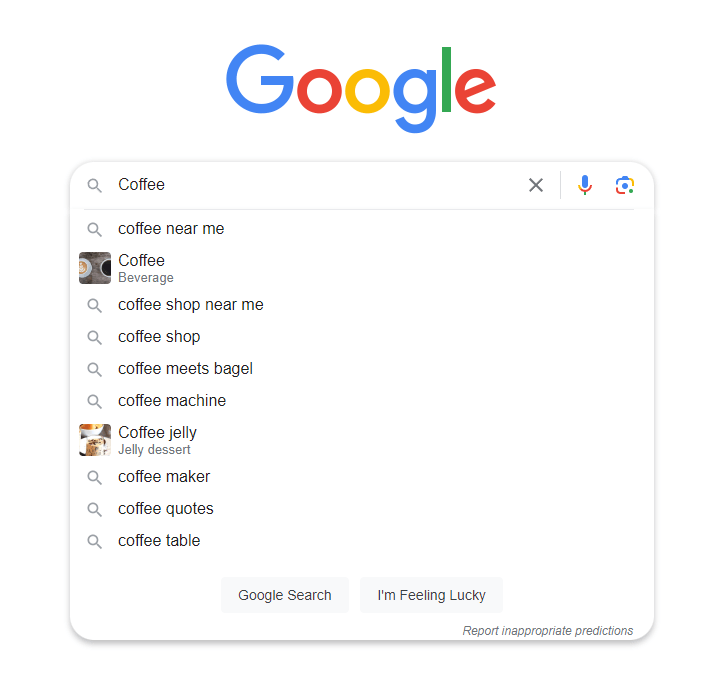 Google
Coffee
coffee near me
Coffee
Beverage
coffee shop near me
coffee shop
coffee meets bagel
coffee machine
Coffee jelly
Jelly dessert
coffee maker
coffee quotes
coffee table
Google Search I'm Feeling Lucky
Report inappropriate predictions